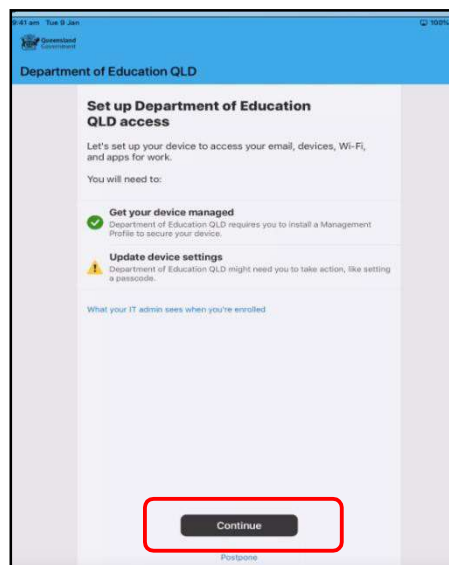 9:41 am Tue 9 Jan
100%
Queensland
Government
Department of Education QLD
Set up Department of Education
QLD access
Let's set up your device to access your email, devices, Wi-Fi,
and apps for work.
You will need to:
Get your device managed
Department of Education QLD requires you to install a Management
Profile to secure your device.
Update device settings
Department of Education QLD might need you to take action, like setting
a passcode.
What your IT admin sees when you're enrolled
Continue
Postpone